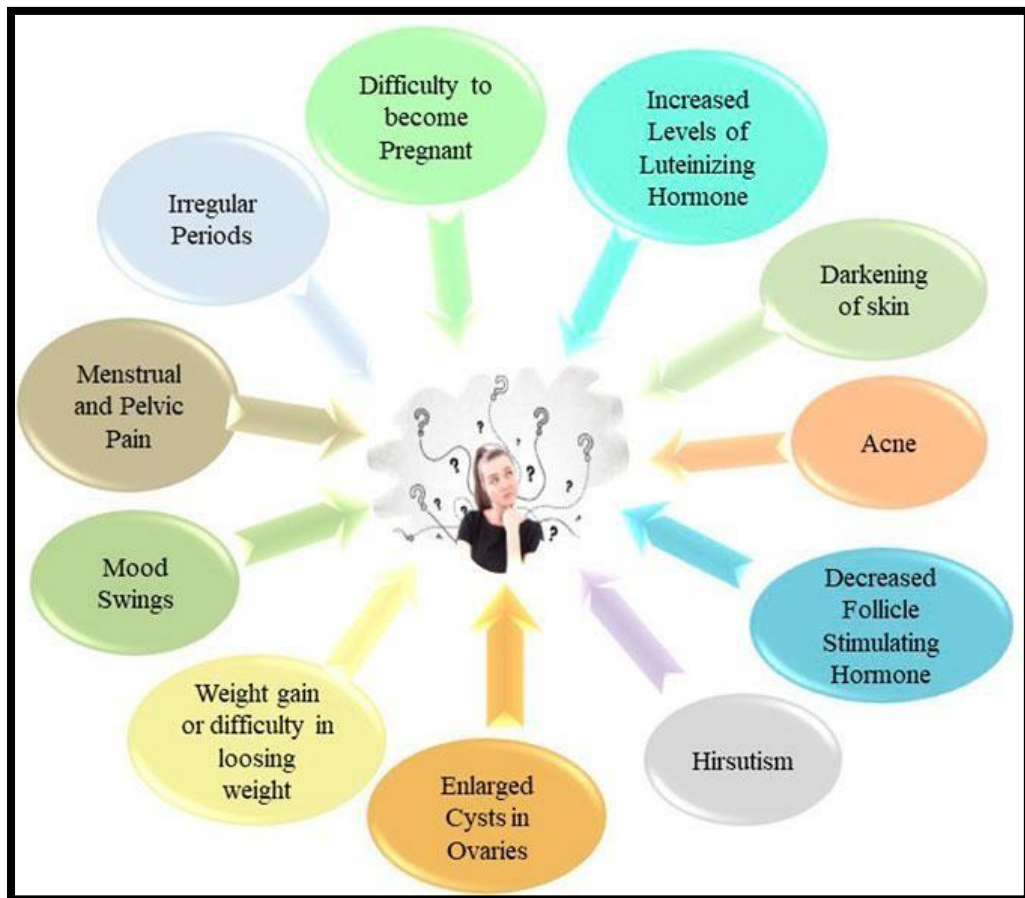 Difficulty to
become
Pregnant
Increased
Levels of
Luteinizing
Hormone
Darkening
of skin
Acne
Decreased
Follicle
Stimulating
Hormone
Hirsutism
Enlarged
Cysts in
Ovaries
Weight gain
or difficulty in
loosing
weight
Mood
Swings
Menstrual
and Pelvic
Pain
Irregular
Periods